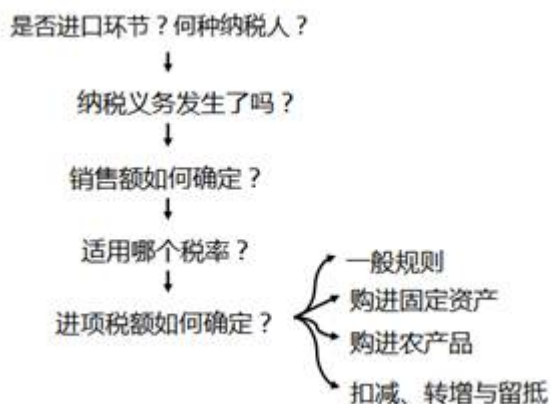 是否进口环节？何种纳税人？
纳税义务发生了吗？
销售额如何确定？
适用哪个税率？
进项税额如何确定？
一般规则
购进固定资产
购进农产品
扣减、转增与留抵